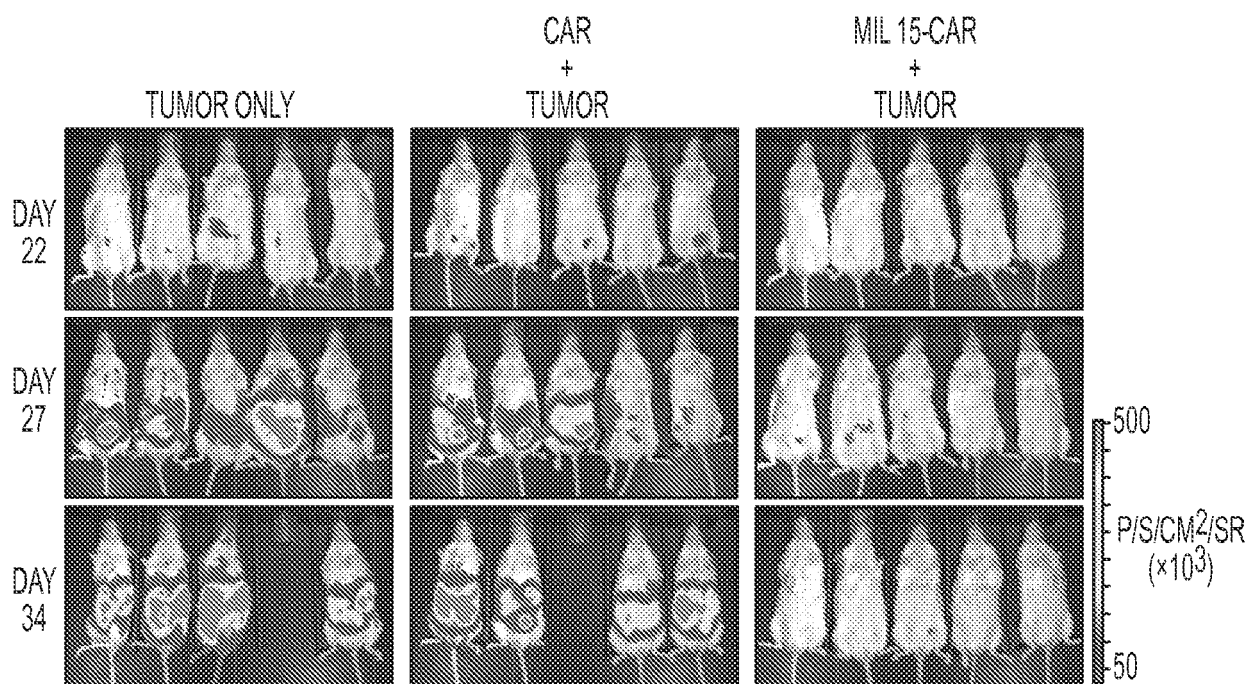 CAR
+
TUMOR
MIL 15-CAR
+
TUMOR
TUMOR ONLY
DAY
22
DAY
27
DAY
34
500
P/S/CM2/SR
(×103)
50